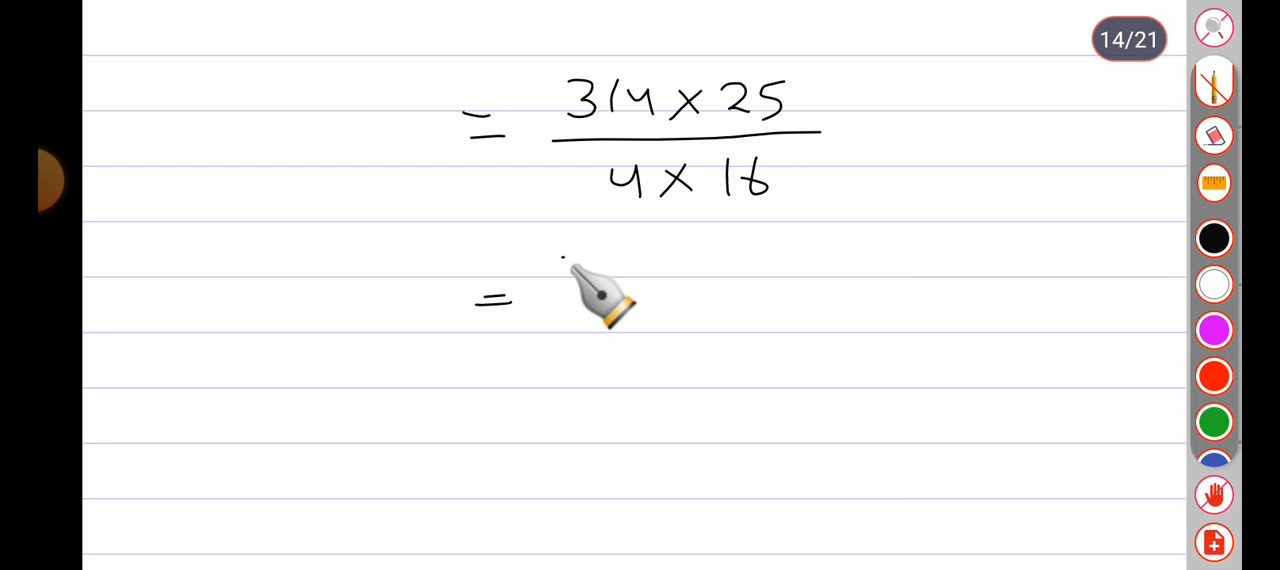 14/21
= 314 × 25
4 × 16
=